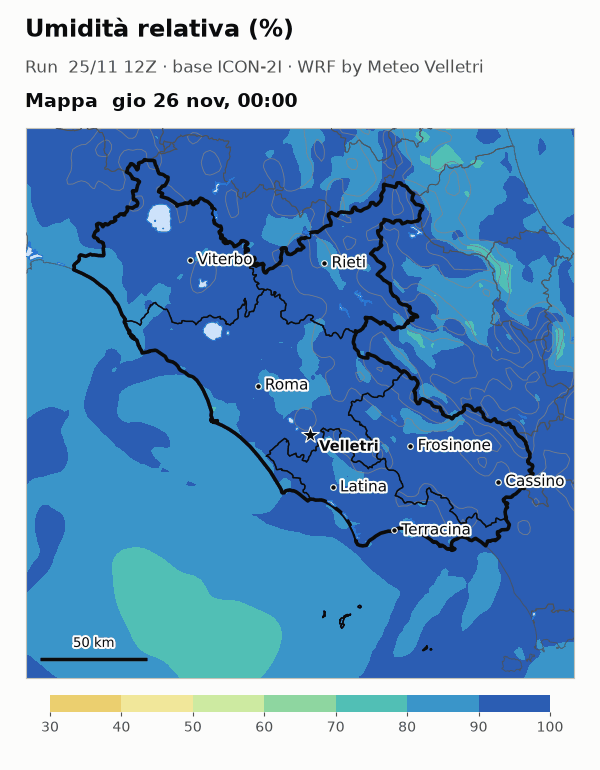 Umidità relativa (%)
Run  25/11 12Z · base ICON-2I · WRF by Meteo Velletri
Mappa  gio 26 nov, 00:00
Viterbo
Rieti
Roma
Velletri
Frosinone
Latina
Cassino
Terracina
50 km
30 40 50 60 70 80 90 100